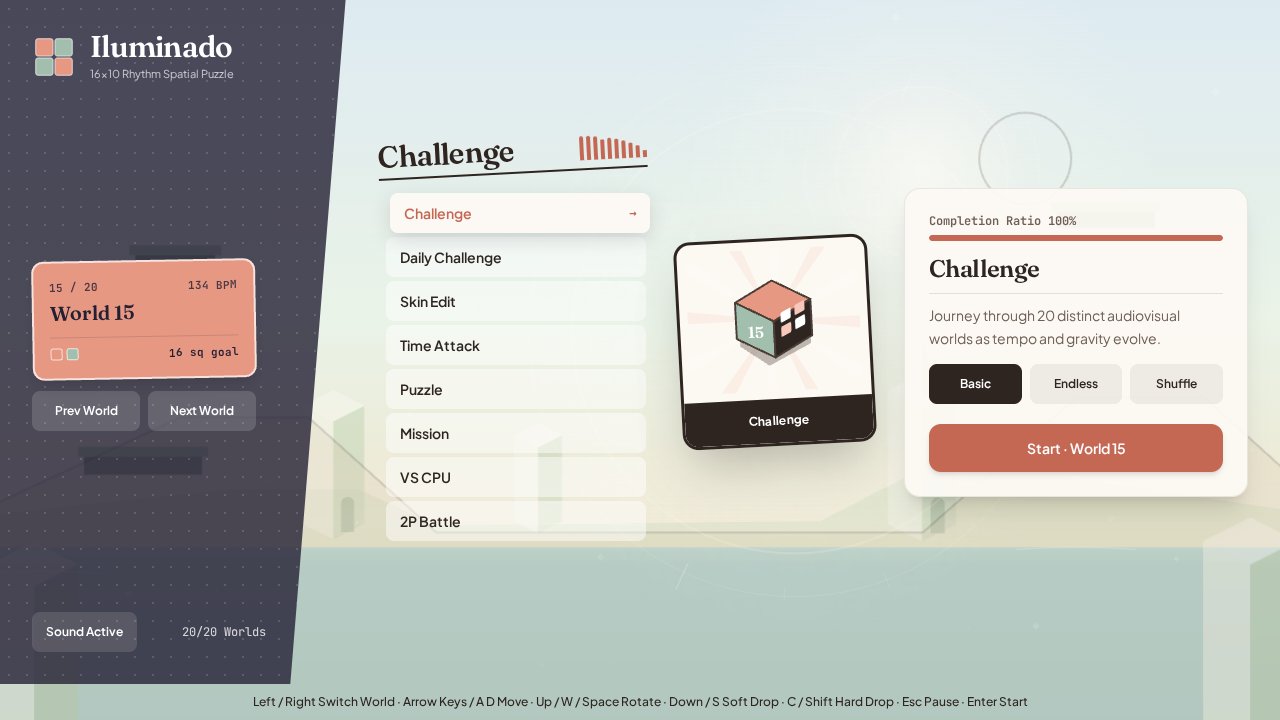 Iluminado
16×10 Rhythm Spatial Puzzle
15 / 20
134 BPM
World 15
16 sq goal
Prev World
Next World
Sound Active
20/20 Worlds
Challenge
Challenge →
Daily Challenge
Skin Edit
Time Attack
Puzzle
Mission
VS CPU
2P Battle
15
Challenge
Completion Ratio 100%
Challenge
Journey through 20 distinct audiovisual
worlds as tempo and gravity evolve.
Basic
Endless
Shuffle
Start · World 15
Left / Right Switch World · Arrow Keys / A D Move · Up / W / Space Rotate · Down / S Soft Drop · C / Shift Hard Drop · Esc Pause · Enter Start